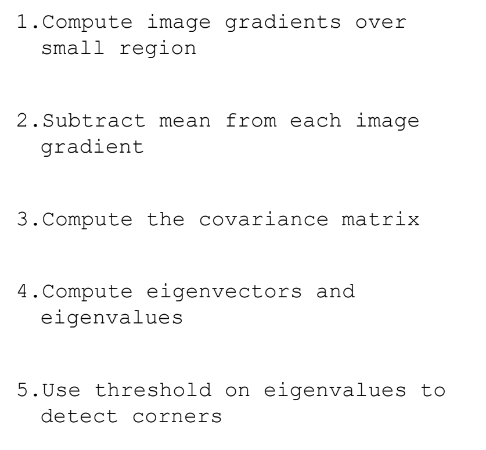 1.Compute image gradients over
small region
2.Subtract mean from each image
gradient
3.Compute the covariance matrix
4.Compute eigenvectors and
eigenvalues
5.Use threshold on eigenvalues to
detect corners